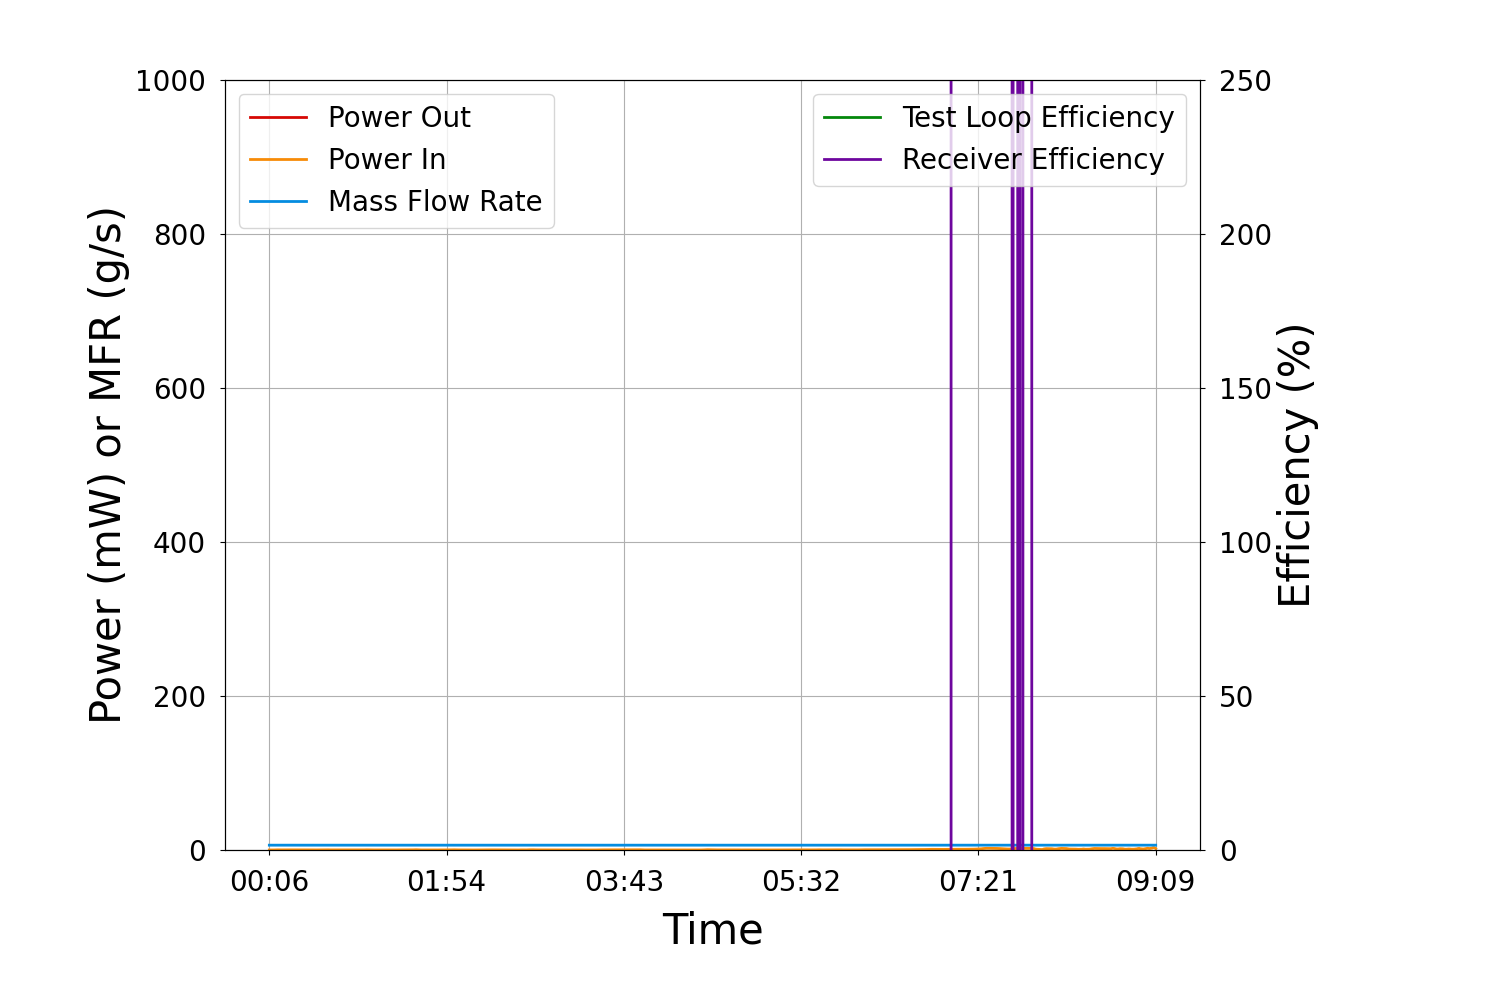 Power (mW) or MFR (g/s)
1000
800
600
400
200
0
Power Out
Power In
Mass Flow Rate
Test Loop Efficiency
Receiver Efficiency
250
200
150
100
50
0
Efficiency (%)
00:06 01:54 03:43 05:32 07:21 09:09
Time